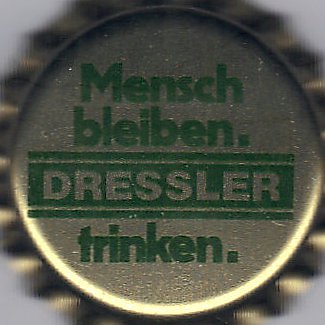 Mensch
bleiben.
DRESSLER
trinken.